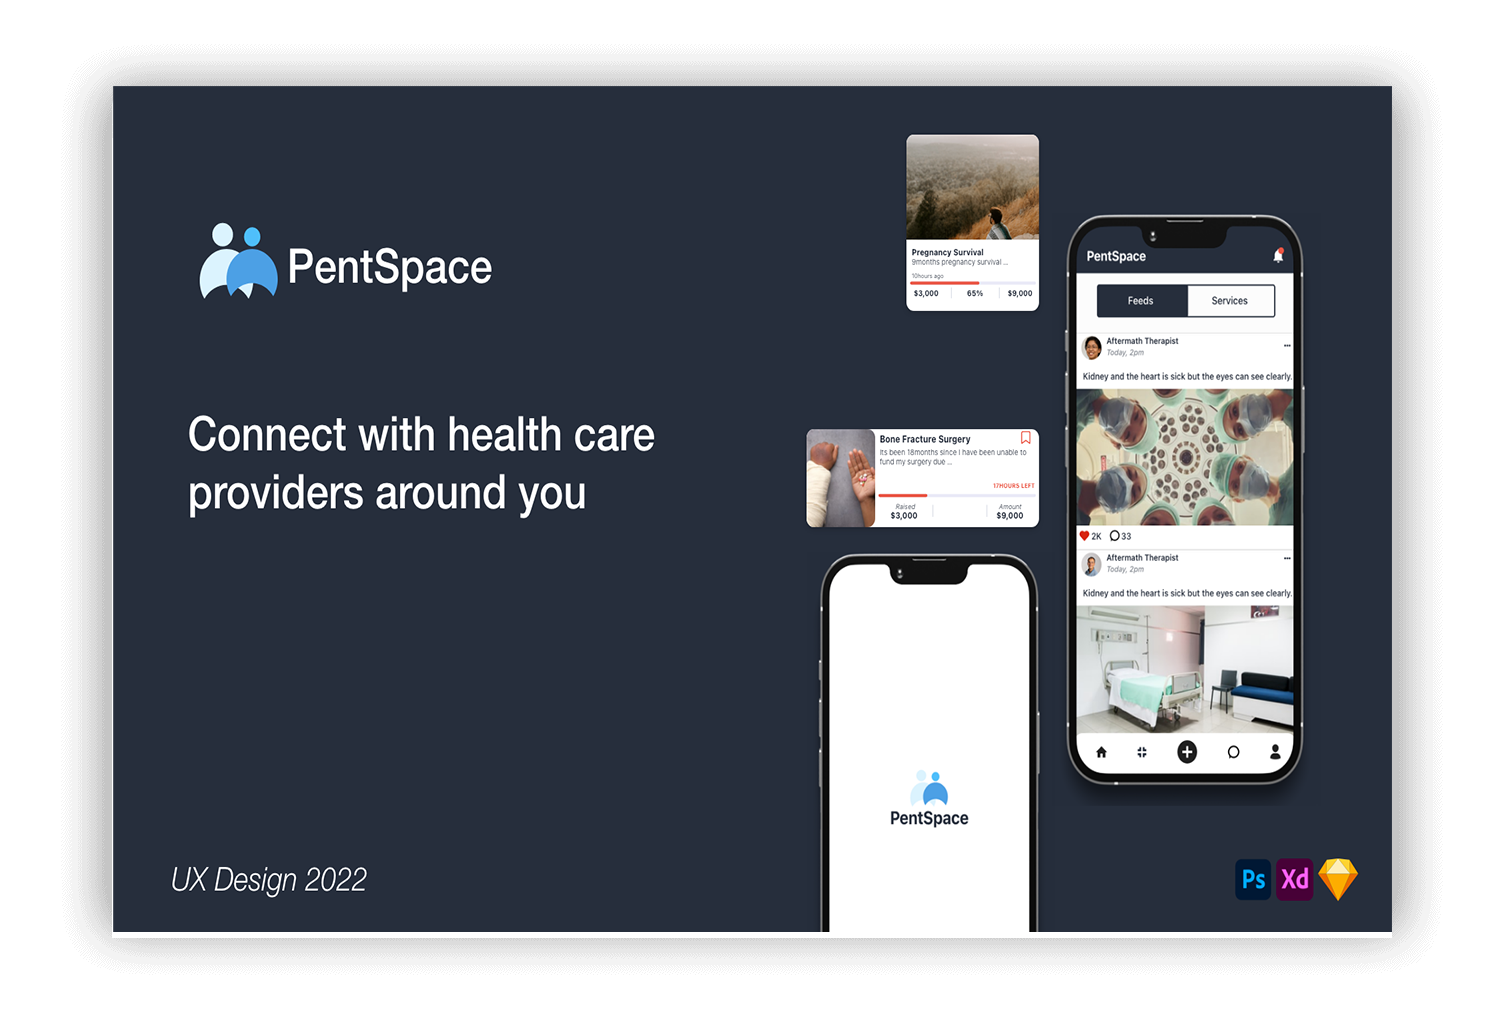 PentSpace
Connect with health care
providers around you
UX Design 2022
Pregnancy Survival
9months pregnancy survival ...
10hours ago
$3,000 65% $9,000
Bone Fracture Surgery
Its been 18months since I have been unable to
fund my surgery due ...
17HOURS LEFT
Raised Amount
$3,000 $9,000
PentSpace
PentSpace
Feeds Services
Aftermath Therapist
Today, 2pm
Kidney and the heart is sick but the eyes can see clearly.
2K 33
Aftermath Therapist
Today, 2pm
Kidney and the heart is sick but the eyes can see clearly.
Ps Xd